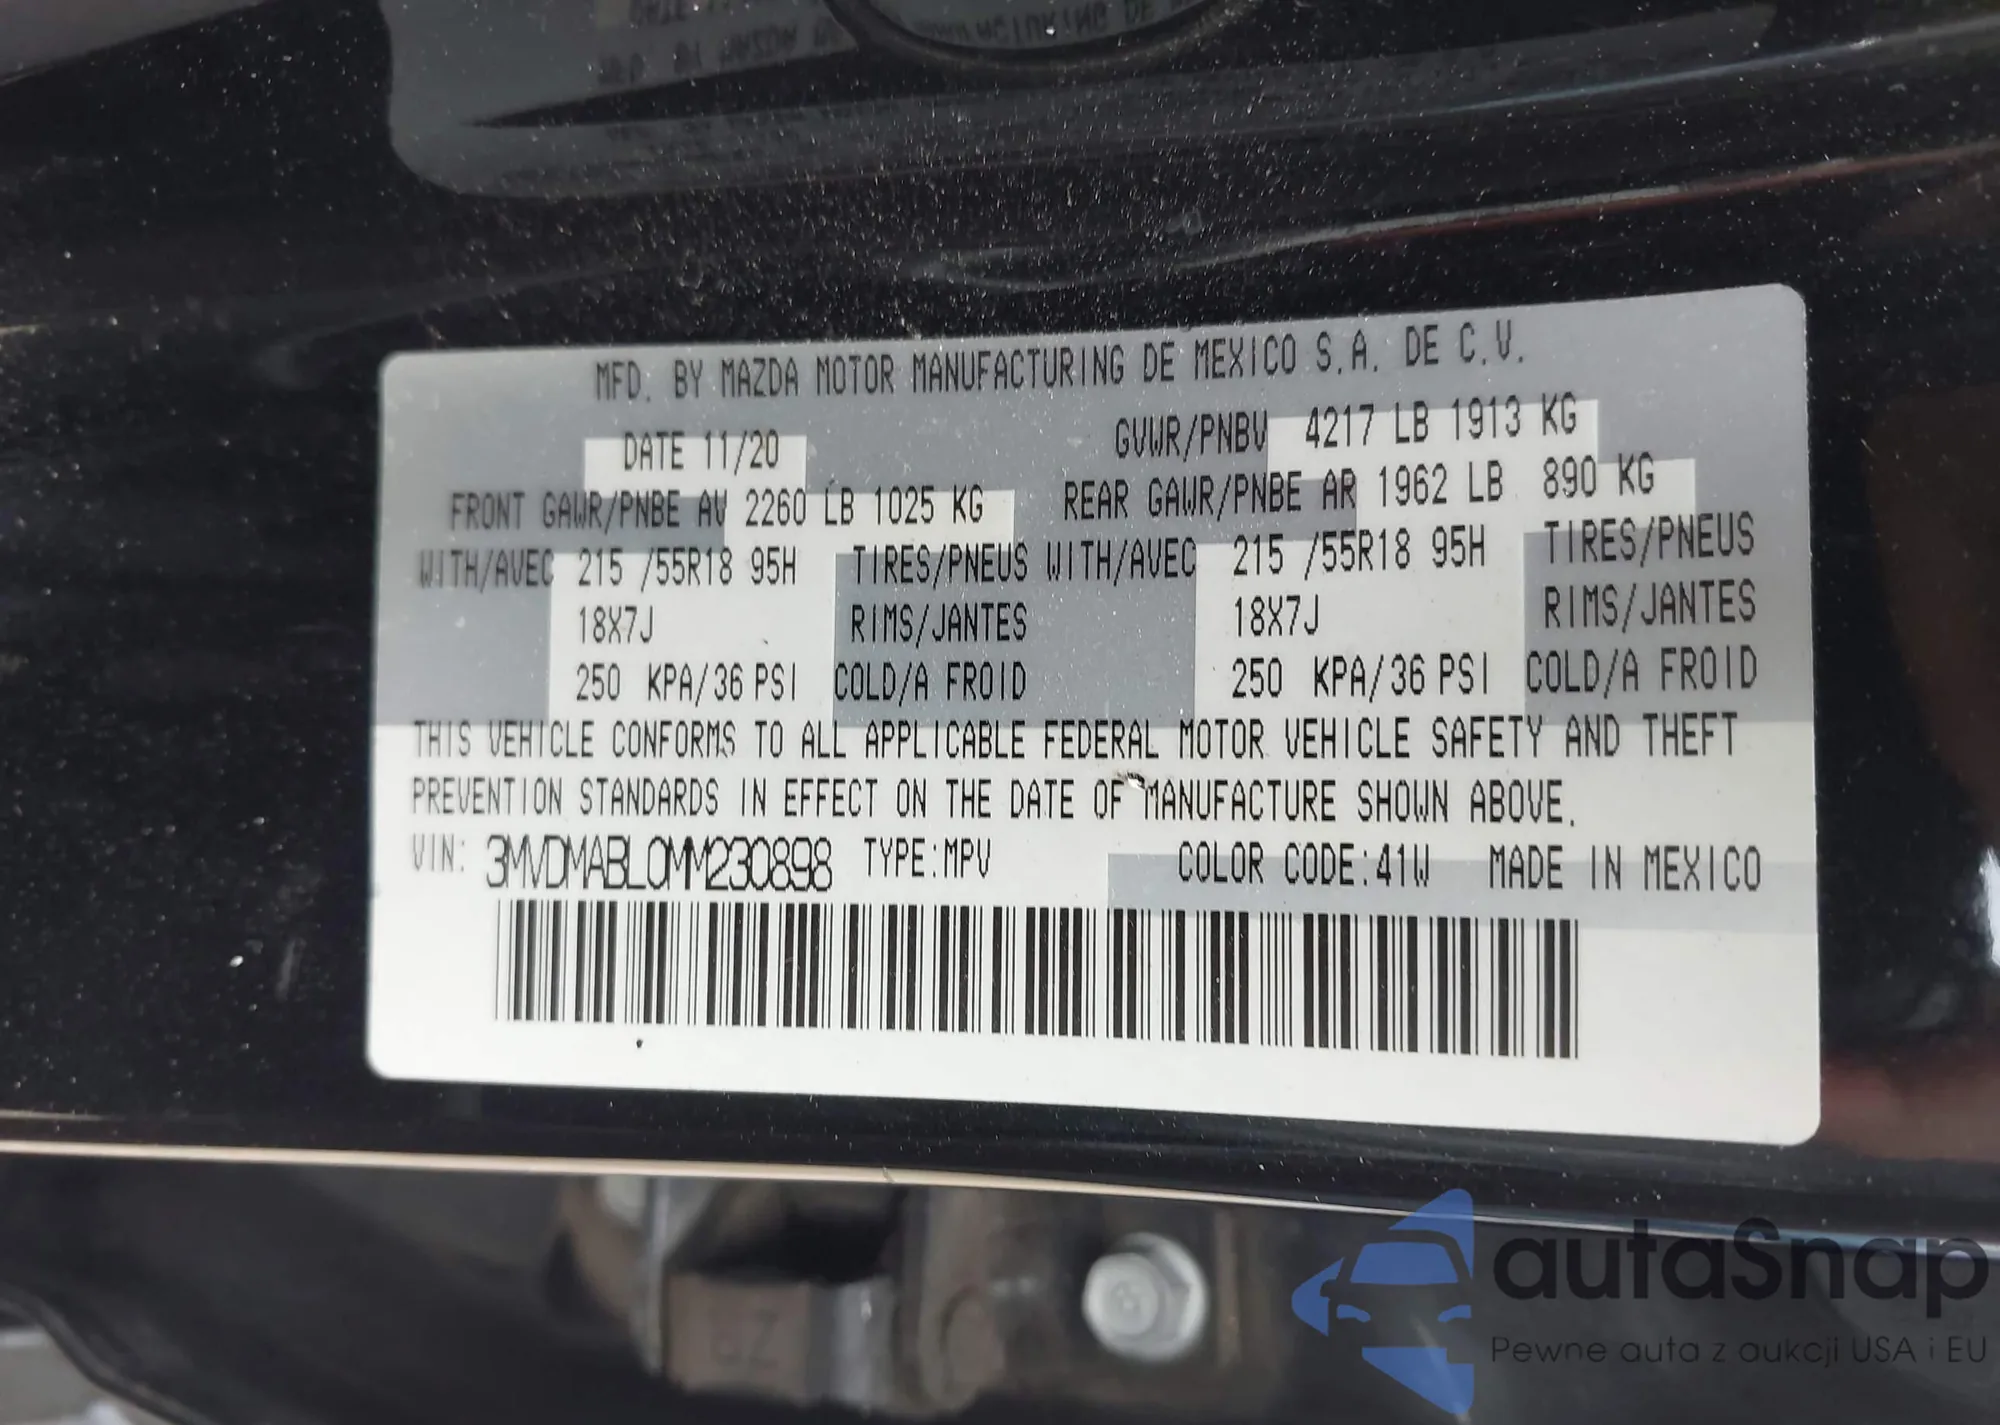 MFD. BY MAZDA MOTOR MANUFACTURING DE MEXICO S.A. DE C.V.
DATE 11/20 GVWR/PNBV 4217 LB 1913 KG
FRONT GAWR/PNBE AV 2260 LB 1025 KG REAR GAWR/PNBE AR 1962 LB 890 KG
WITH/AVEC 215 /55R18 95H TIRES/PNEUS WITH/AVEC 215 /55R18 95H TIRES/PNEUS
18X7J RIMS/JANTES 18X7J RIMS/JANTES
250 KPA/36 PSI COLD/A FROID 250 KPA/36 PSI COLD/A FROID
THIS VEHICLE CONFORMS TO ALL APPLICABLE FEDERAL MOTOR VEHICLE SAFETY AND THEFT
PREVENTION STANDARDS IN EFFECT ON THE DATE OF MANUFACTURE SHOWN ABOVE.
VIN: 3MVDMABL0MM230898 TYPE:MPV COLOR CODE:41W MADE IN MEXICO
autaSnap
Pewne auta z aukcji USA i EU